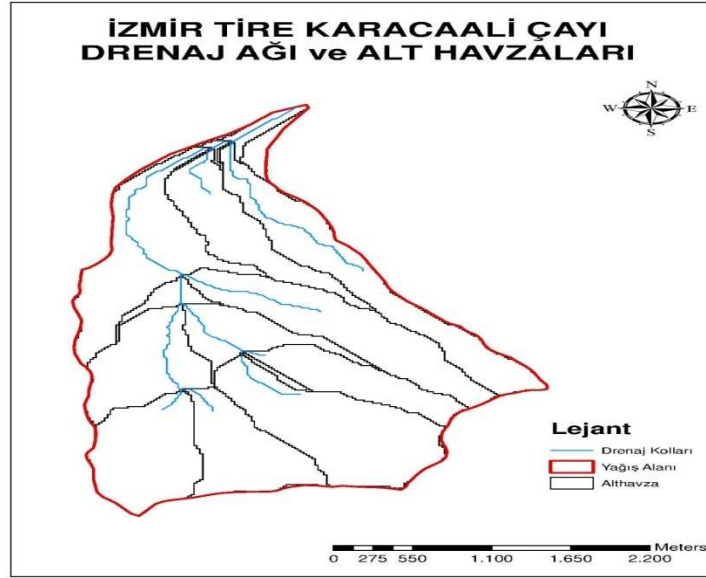 İZMİR TİRE KARACAALİ ÇAYI
DRENAJ AĞI ve ALT HAVZALARI
N
W E
S
Lejant
Drenaj Kolları
Yağış Alanı
Althavza
Meters
0 275 550 1.100 1.650 2.200